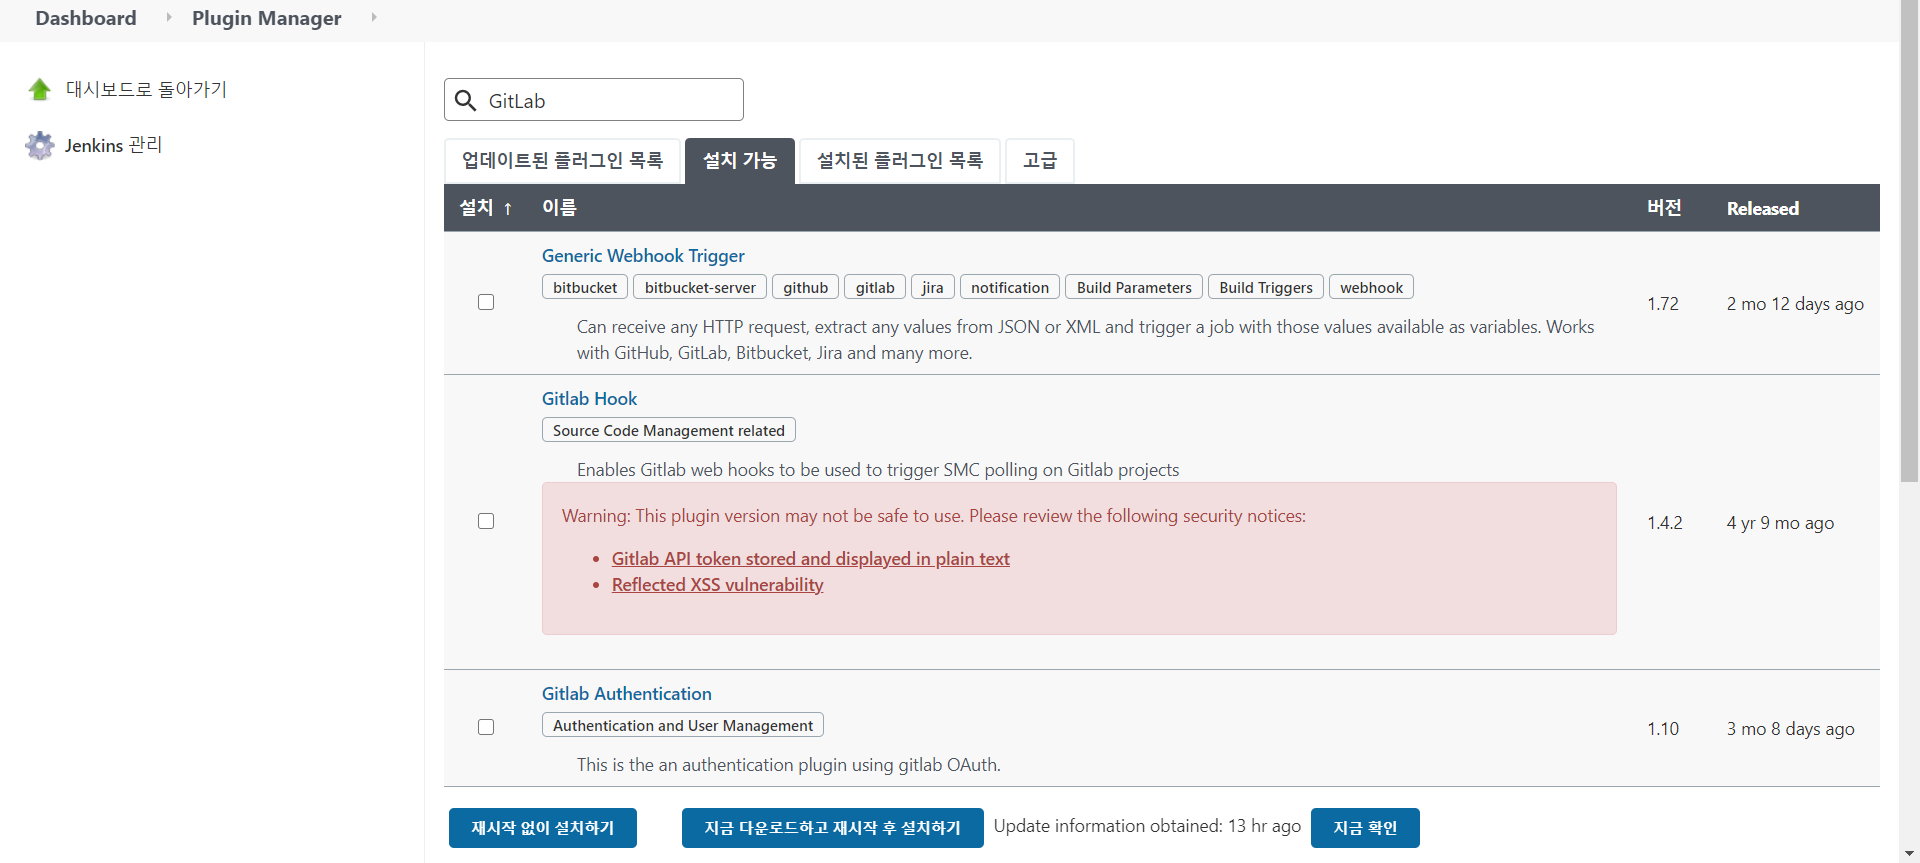 Dashboard Plugin Manager
대시보드로 돌아가기
Jenkins 관리
GitLab
업데이트된 플러그인 목록 설치 가능 설치된 플러그인 목록 고급
설치 ↑ 이름 버전 Released
Generic Webhook Trigger
bitbucket bitbucket-server github gitlab jira notification Build Parameters Build Triggers webhook
Can receive any HTTP request, extract any values from JSON or XML and trigger a job with those values available as variables. Works
with GitHub, GitLab, Bitbucket, Jira and many more.
1.72 2 mo 12 days ago
Gitlab Hook
Source Code Management related
Enables Gitlab web hooks to be used to trigger SMC polling on Gitlab projects
Warning: This plugin version may not be safe to use. Please review the following security notices:
• Gitlab API token stored and displayed in plain text
• Reflected XSS vulnerability
1.4.2 4 yr 9 mo ago
Gitlab Authentication
Authentication and User Management
This is the an authentication plugin using gitlab OAuth.
1.10 3 mo 8 days ago
재시작 없이 설치하기 지금 다운로드하고 재시작 후 설치하기 Update information obtained: 13 hr ago 지금 확인